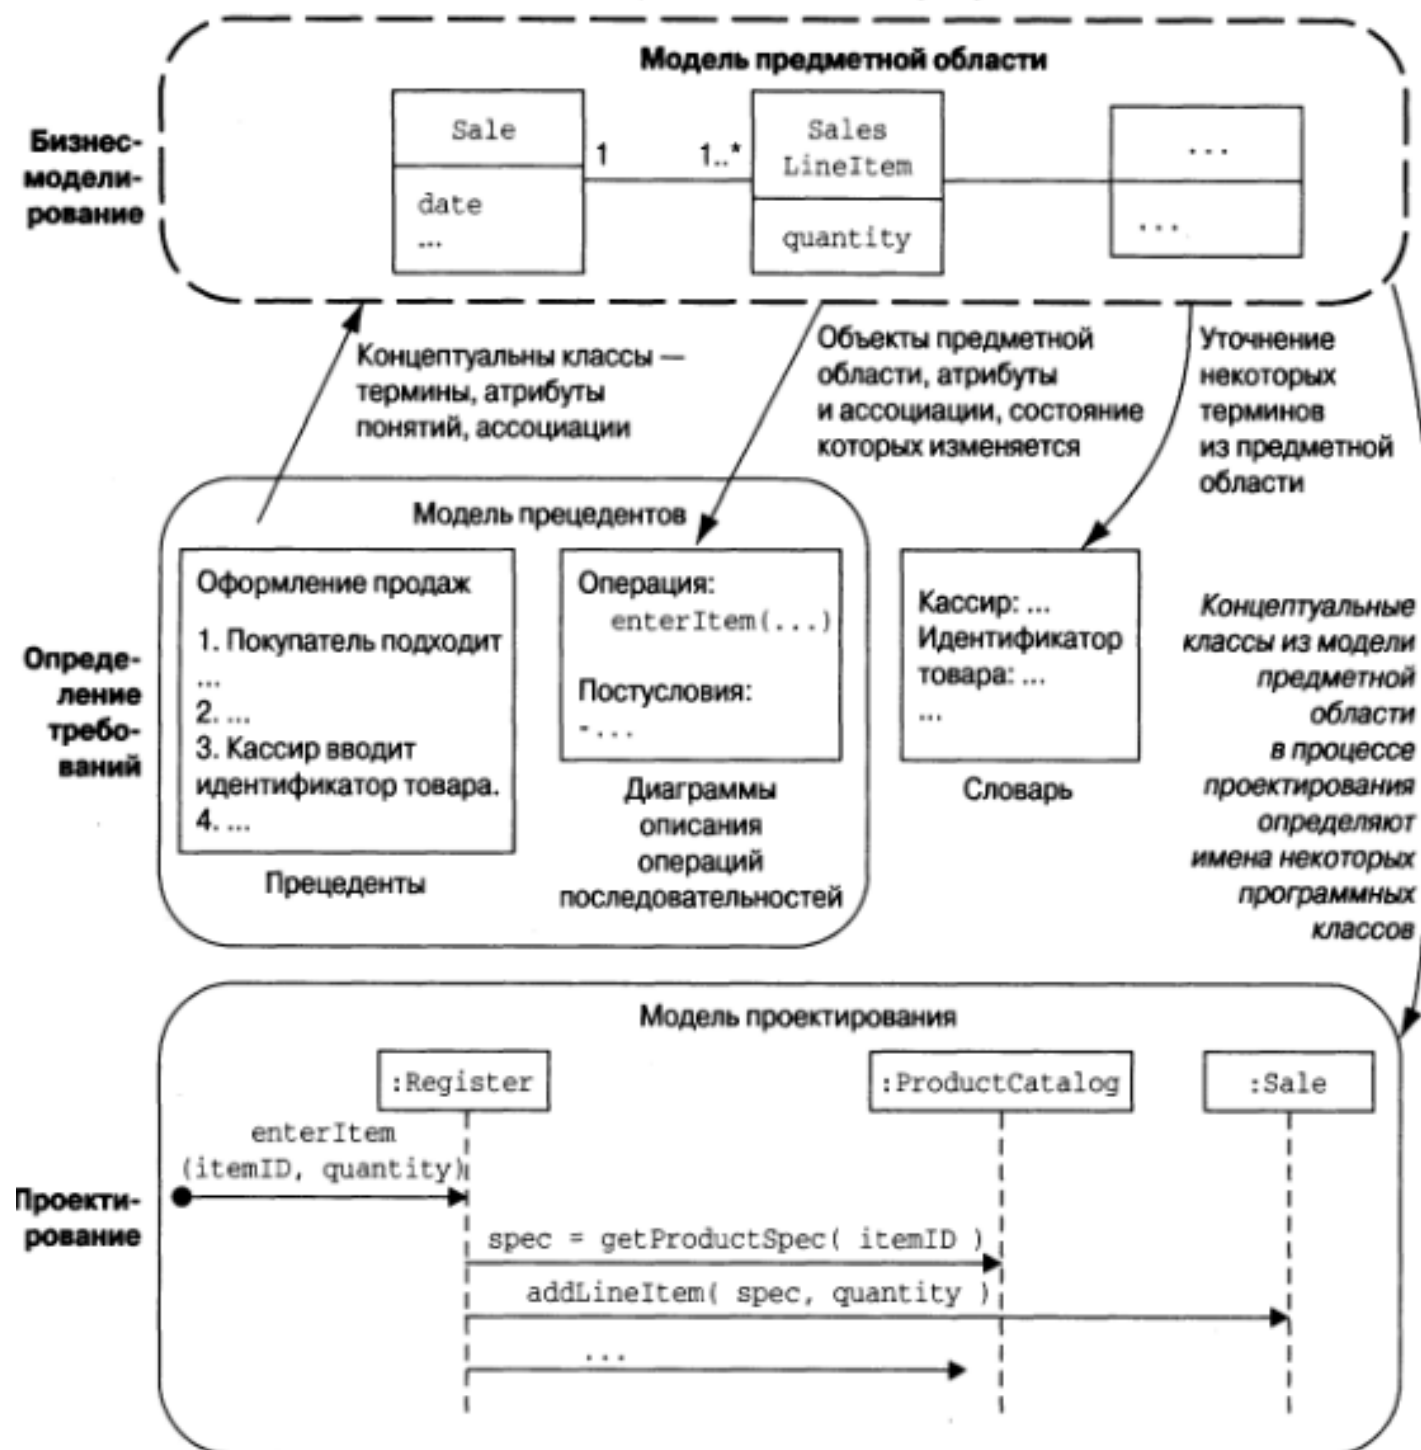 Модель предметной области
Бизнес-
модели-
рование
Sale
date
...
1
1..*
Sales
LineItem
quantity
...
...
Концептуальны классы —
термины, атрибуты
понятий, ассоциации
Объекты предметной
области, атрибуты
и ассоциации, состояние
которых изменяется
Уточнение
некоторых
терминов
из предметной
области
Модель прецедентов
Опреде-
ление
требо-
ваний
Оформление продаж
1. Покупатель подходит
...
2. ...
3. Кассир вводит
идентификатор товара.
4. ...
Прецеденты
Операция:
enterItem(...)
Постусловия:
- ...
Диаграммы
описания
операций
последовательностей
Кассир: ...
Идентификатор
товара: ...
...
Словарь
Концептуальные
классы из модели
предметной
области
в процессе
проектирования
определяют
имена некоторых
программных
классов
Модель проектирования
Проекти-
рование
:Register
:ProductCatalog
:Sale
enterItem
(itemID, quantity)
spec = getProductSpec( itemID )
addLineItem( spec, quantity )
...